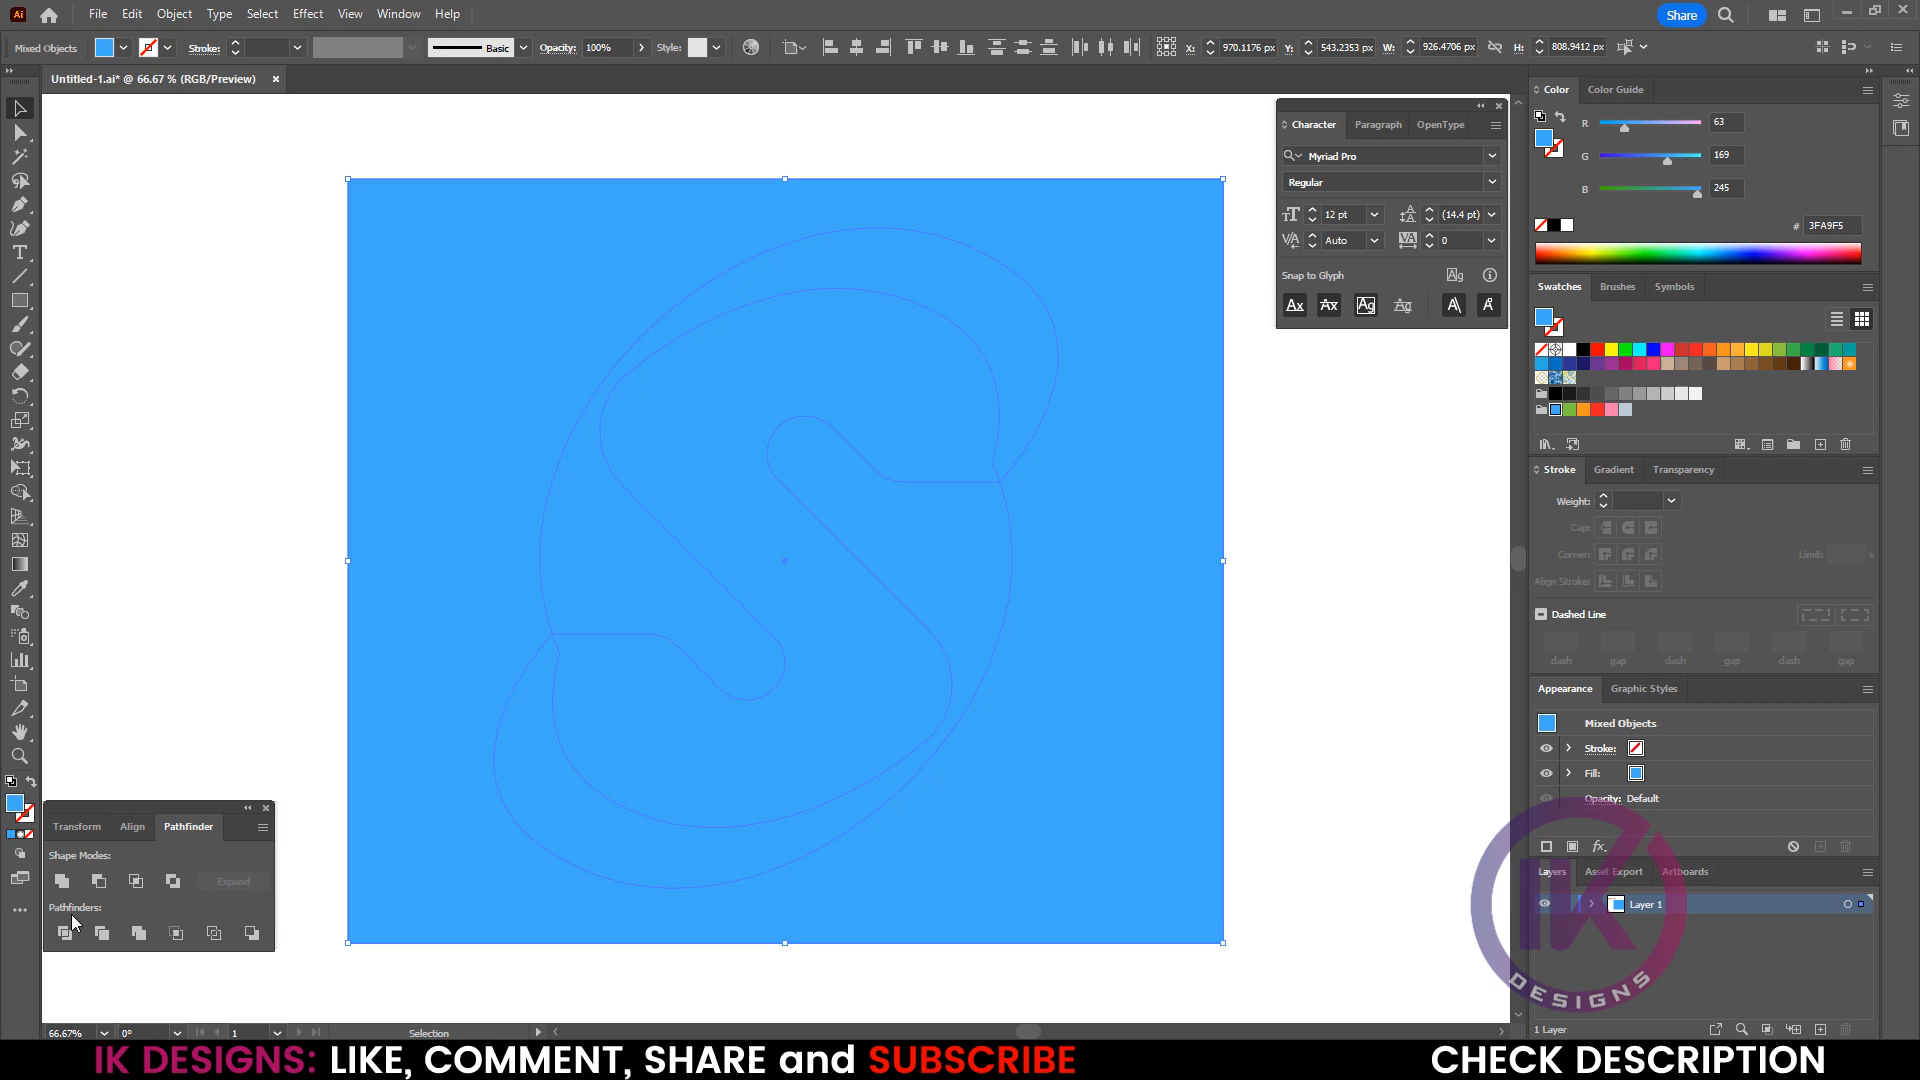 Ai File Edit Object Type Select Effect View Window Help Share
Mixed Objects Stroke: Basic Opacity: 100% Style: X: 970.1176 px Y: 543.2353 px W: 926.4706 px H: 808.9412 px
Untitled-1.ai* @ 66.67 % (RGB/Preview) ×
Color Color Guide
R 63
G 169
B 245
# 3FA9F5
Character Paragraph OpenType
Myriad Pro
Regular
12 pt (14.4 pt)
Auto 0
Snap to Glyph
Swatches Brushes Symbols
Stroke Gradient Transparency
Weight:
Cap:
Corner: Limit: x
Align Stroke:
Dashed Line
dash gap dash gap dash gap
Appearance Graphic Styles
Mixed Objects
Stroke:
Fill:
Opacity: Default
fx
Layers Asset Export Artboards
Layer 1
1 Layer
Transform Align Pathfinder
Shape Modes:
Expand
Pathfinders:
66.67% 0° 1 Selection
IK
DESIGNS
IK DESIGNS: LIKE, COMMENT, SHARE and SUBSCRIBE CHECK DESCRIPTION